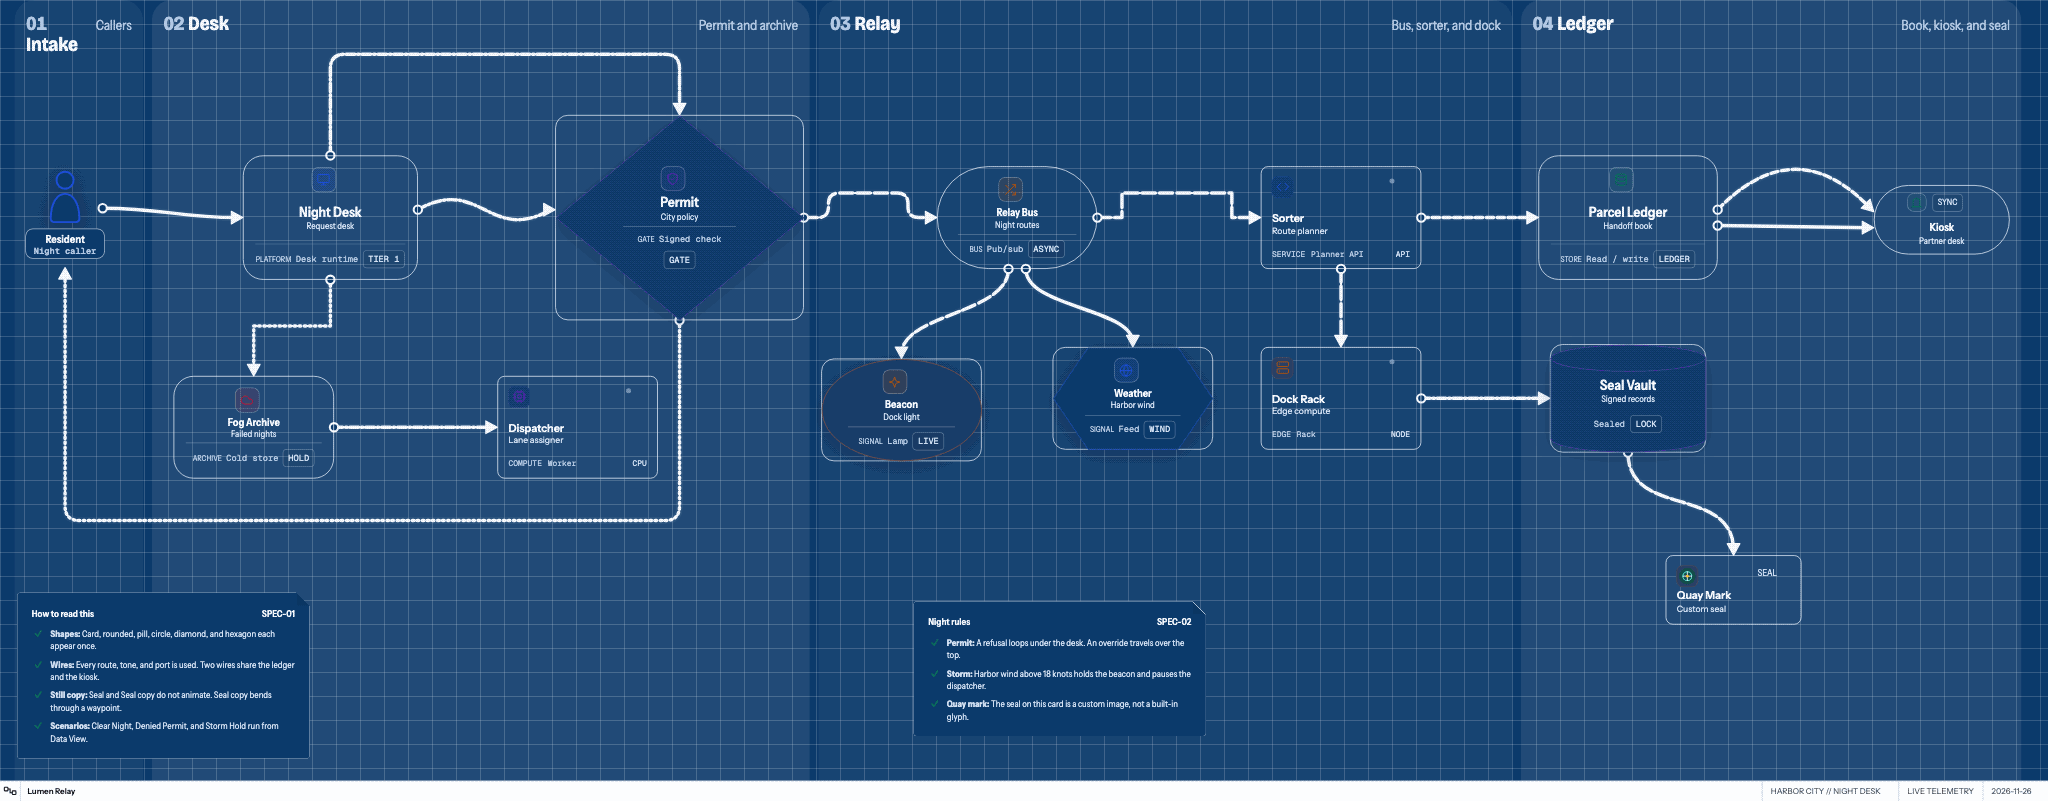 01
Intake
Callers
02 Desk
Permit and archive
03 Relay
Bus, sorter, and dock
04 Ledger
Book, kiosk, and seal
Resident
Night caller
Night Desk
Request desk
PLATFORM Desk runtime TIER 1
Permit
City policy
GATE Signed check
GATE
Relay Bus
Night routes
BUS Pub/sub ASYNC
Sorter
Route planner
SERVICE Planner API API
Parcel Ledger
Handoff book
STORE Read / write LEDGER
SYNC
Kiosk
Partner desk
Fog Archive
Failed nights
ARCHIVE Cold store HOLD
Dispatcher
Lane assigner
COMPUTE Worker CPU
Beacon
Dock light
SIGNAL Lamp LIVE
Weather
Harbor wind
SIGNAL Feed WIND
Dock Rack
Edge compute
EDGE Rack NODE
Seal Vault
Signed records
Sealed LOCK
SEAL
Quay Mark
Custom seal
How to read this SPEC-01
Shapes: Card, rounded, pill, circle, diamond, and hexagon each
appear once.
Wires: Every route, tone, and port is used. Two wires share the ledger
and the kiosk.
Still copy: Seal and Seal copy do not animate. Seal copy bends
through a waypoint.
Scenarios: Clear Night, Denied Permit, and Storm Hold run from
Data View.
Night rules SPEC-02
Permit: A refusal loops under the desk. An override travels over the
top.
Storm: Harbor wind above 18 knots holds the beacon and pauses the
dispatcher.
Quay mark: The seal on this card is a custom image, not a built-in
glyph.
Lumen Relay
HARBOR CITY // NIGHT DESK
LIVE TELEMETRY
2026-11-26